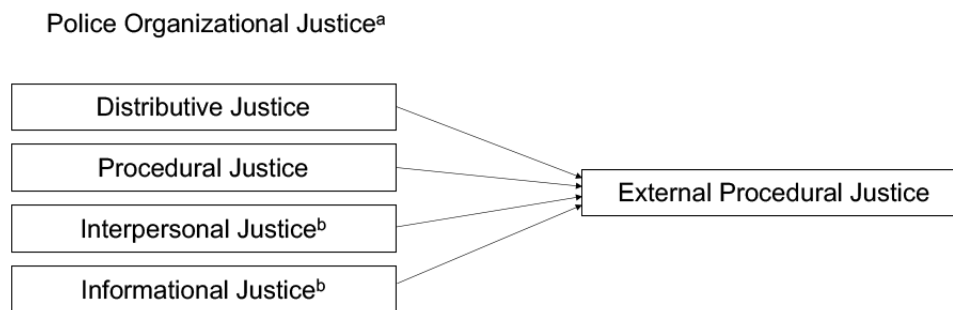 Police Organizational Justiceᵃ
Distributive Justice
Procedural Justice
Interpersonal Justiceᵇ
Informational Justiceᵇ
External Procedural Justice